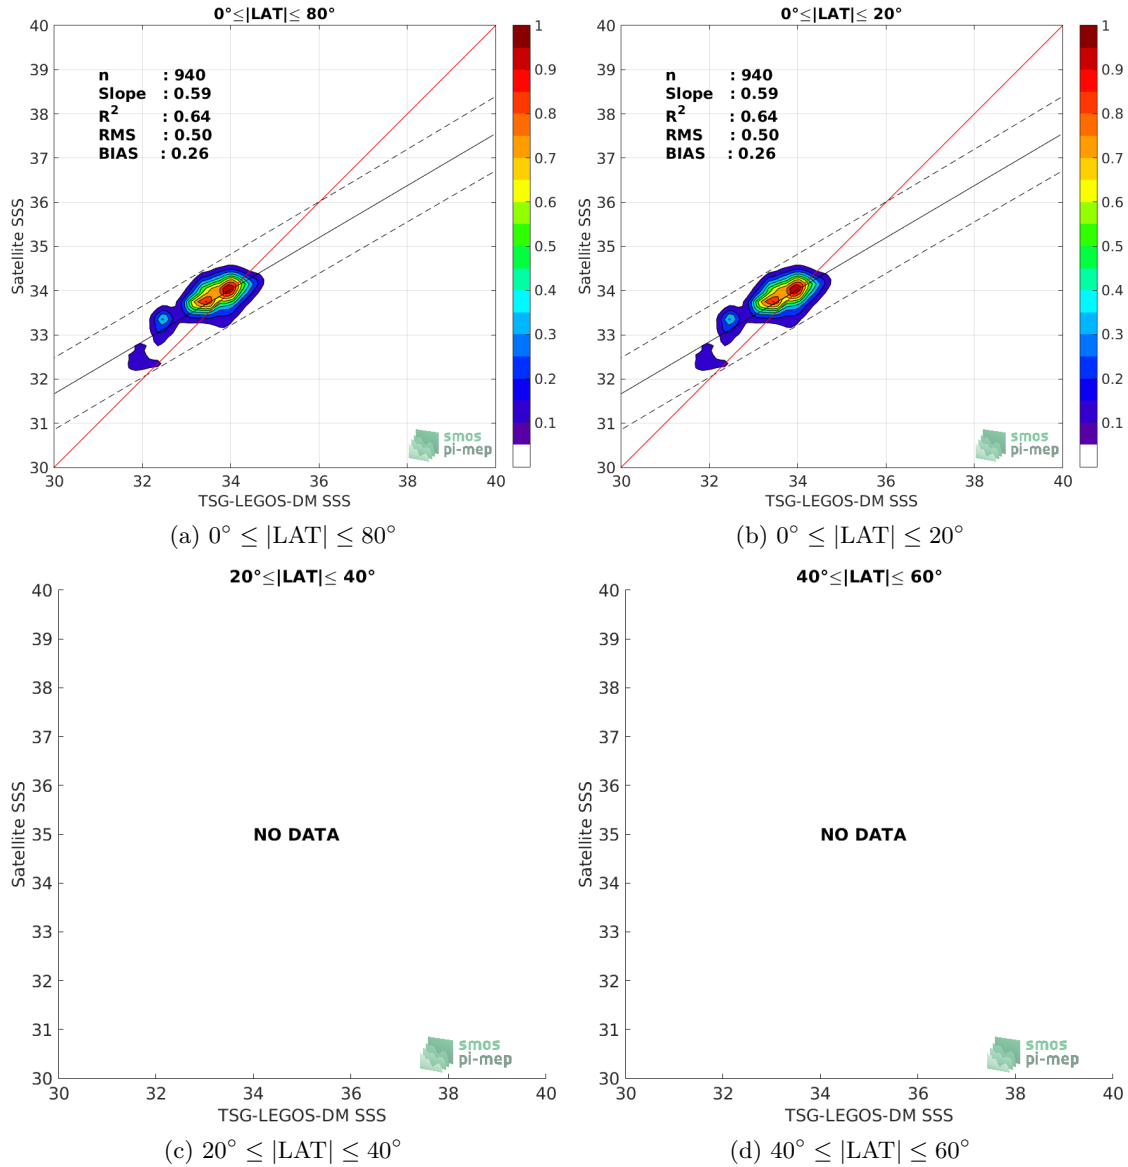 0°≤|LAT|≤ 80°
40
39
38
37
36
35
34
33
32
31
30
Satellite SSS
n : 940
Slope : 0.59
R² : 0.64
RMS : 0.50
BIAS : 0.26
smos
pi-mep
30 32 34 36 38 40
TSG-LEGOS-DM SSS
1
0.9
0.8
0.7
0.6
0.5
0.4
0.3
0.2
0.1
(a) 0° ≤ |LAT| ≤ 80°
0°≤|LAT|≤ 20°
40
39
38
37
36
35
34
33
32
31
30
Satellite SSS
n : 940
Slope : 0.59
R² : 0.64
RMS : 0.50
BIAS : 0.26
smos
pi-mep
30 32 34 36 38 40
TSG-LEGOS-DM SSS
1
0.9
0.8
0.7
0.6
0.5
0.4
0.3
0.2
0.1
(b) 0° ≤ |LAT| ≤ 20°
20°≤|LAT|≤ 40°
40
39
38
37
36
35
34
33
32
31
30
Satellite SSS
NO DATA
smos
pi-mep
30 32 34 36 38 40
TSG-LEGOS-DM SSS
(c) 20° ≤ |LAT| ≤ 40°
40°≤|LAT|≤ 60°
40
39
38
37
36
35
34
33
32
31
30
Satellite SSS
NO DATA
smos
pi-mep
30 32 34 36 38 40
TSG-LEGOS-DM SSS
(d) 40° ≤ |LAT| ≤ 60°